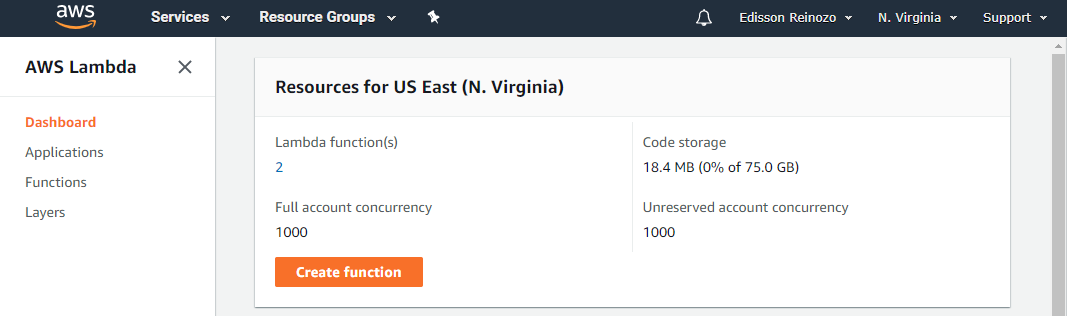 aws Services Resource Groups Edisson Reinozo N. Virginia Support
AWS Lambda
Dashboard
Applications
Functions
Layers
Resources for US East (N. Virginia)
Lambda function(s)
2
Code storage
18.4 MB (0% of 75.0 GB)
Full account concurrency
1000
Unreserved account concurrency
1000
Create function